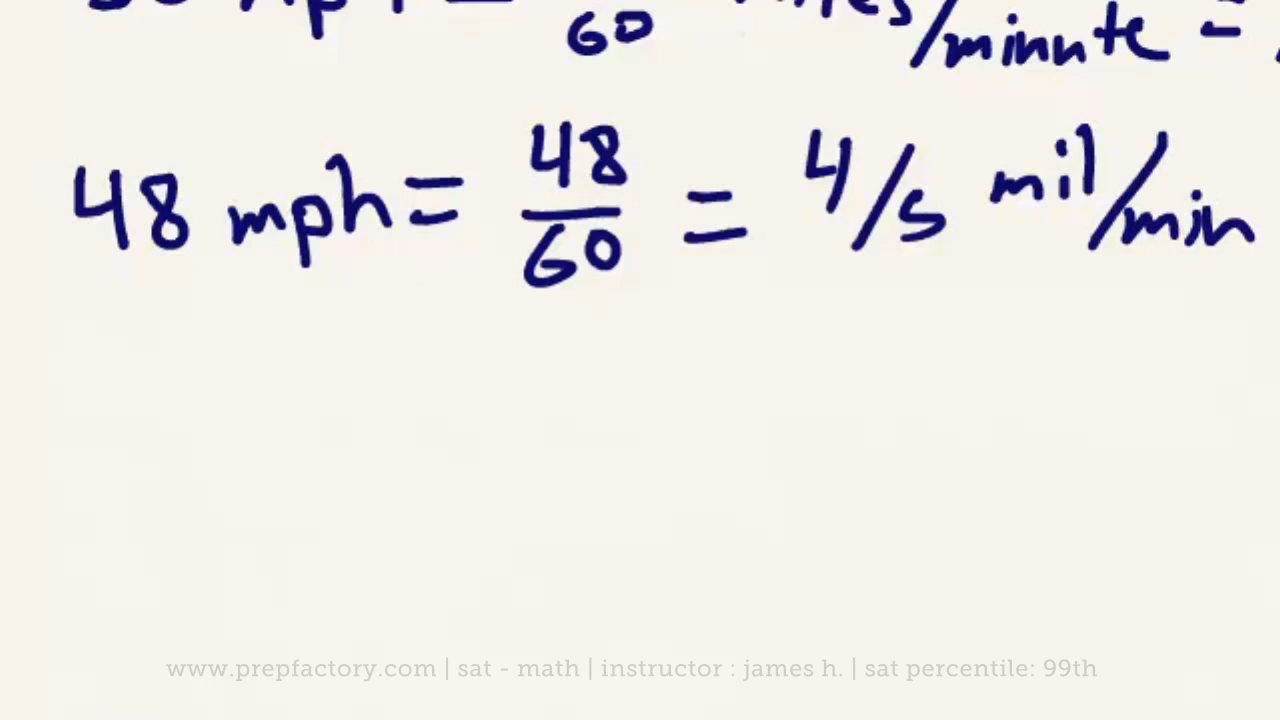 60 /minute =
48 mph = 48/60 = 4/5 mil/min
www.prepfactory.com | sat - math | instructor : james h. | sat percentile: 99th